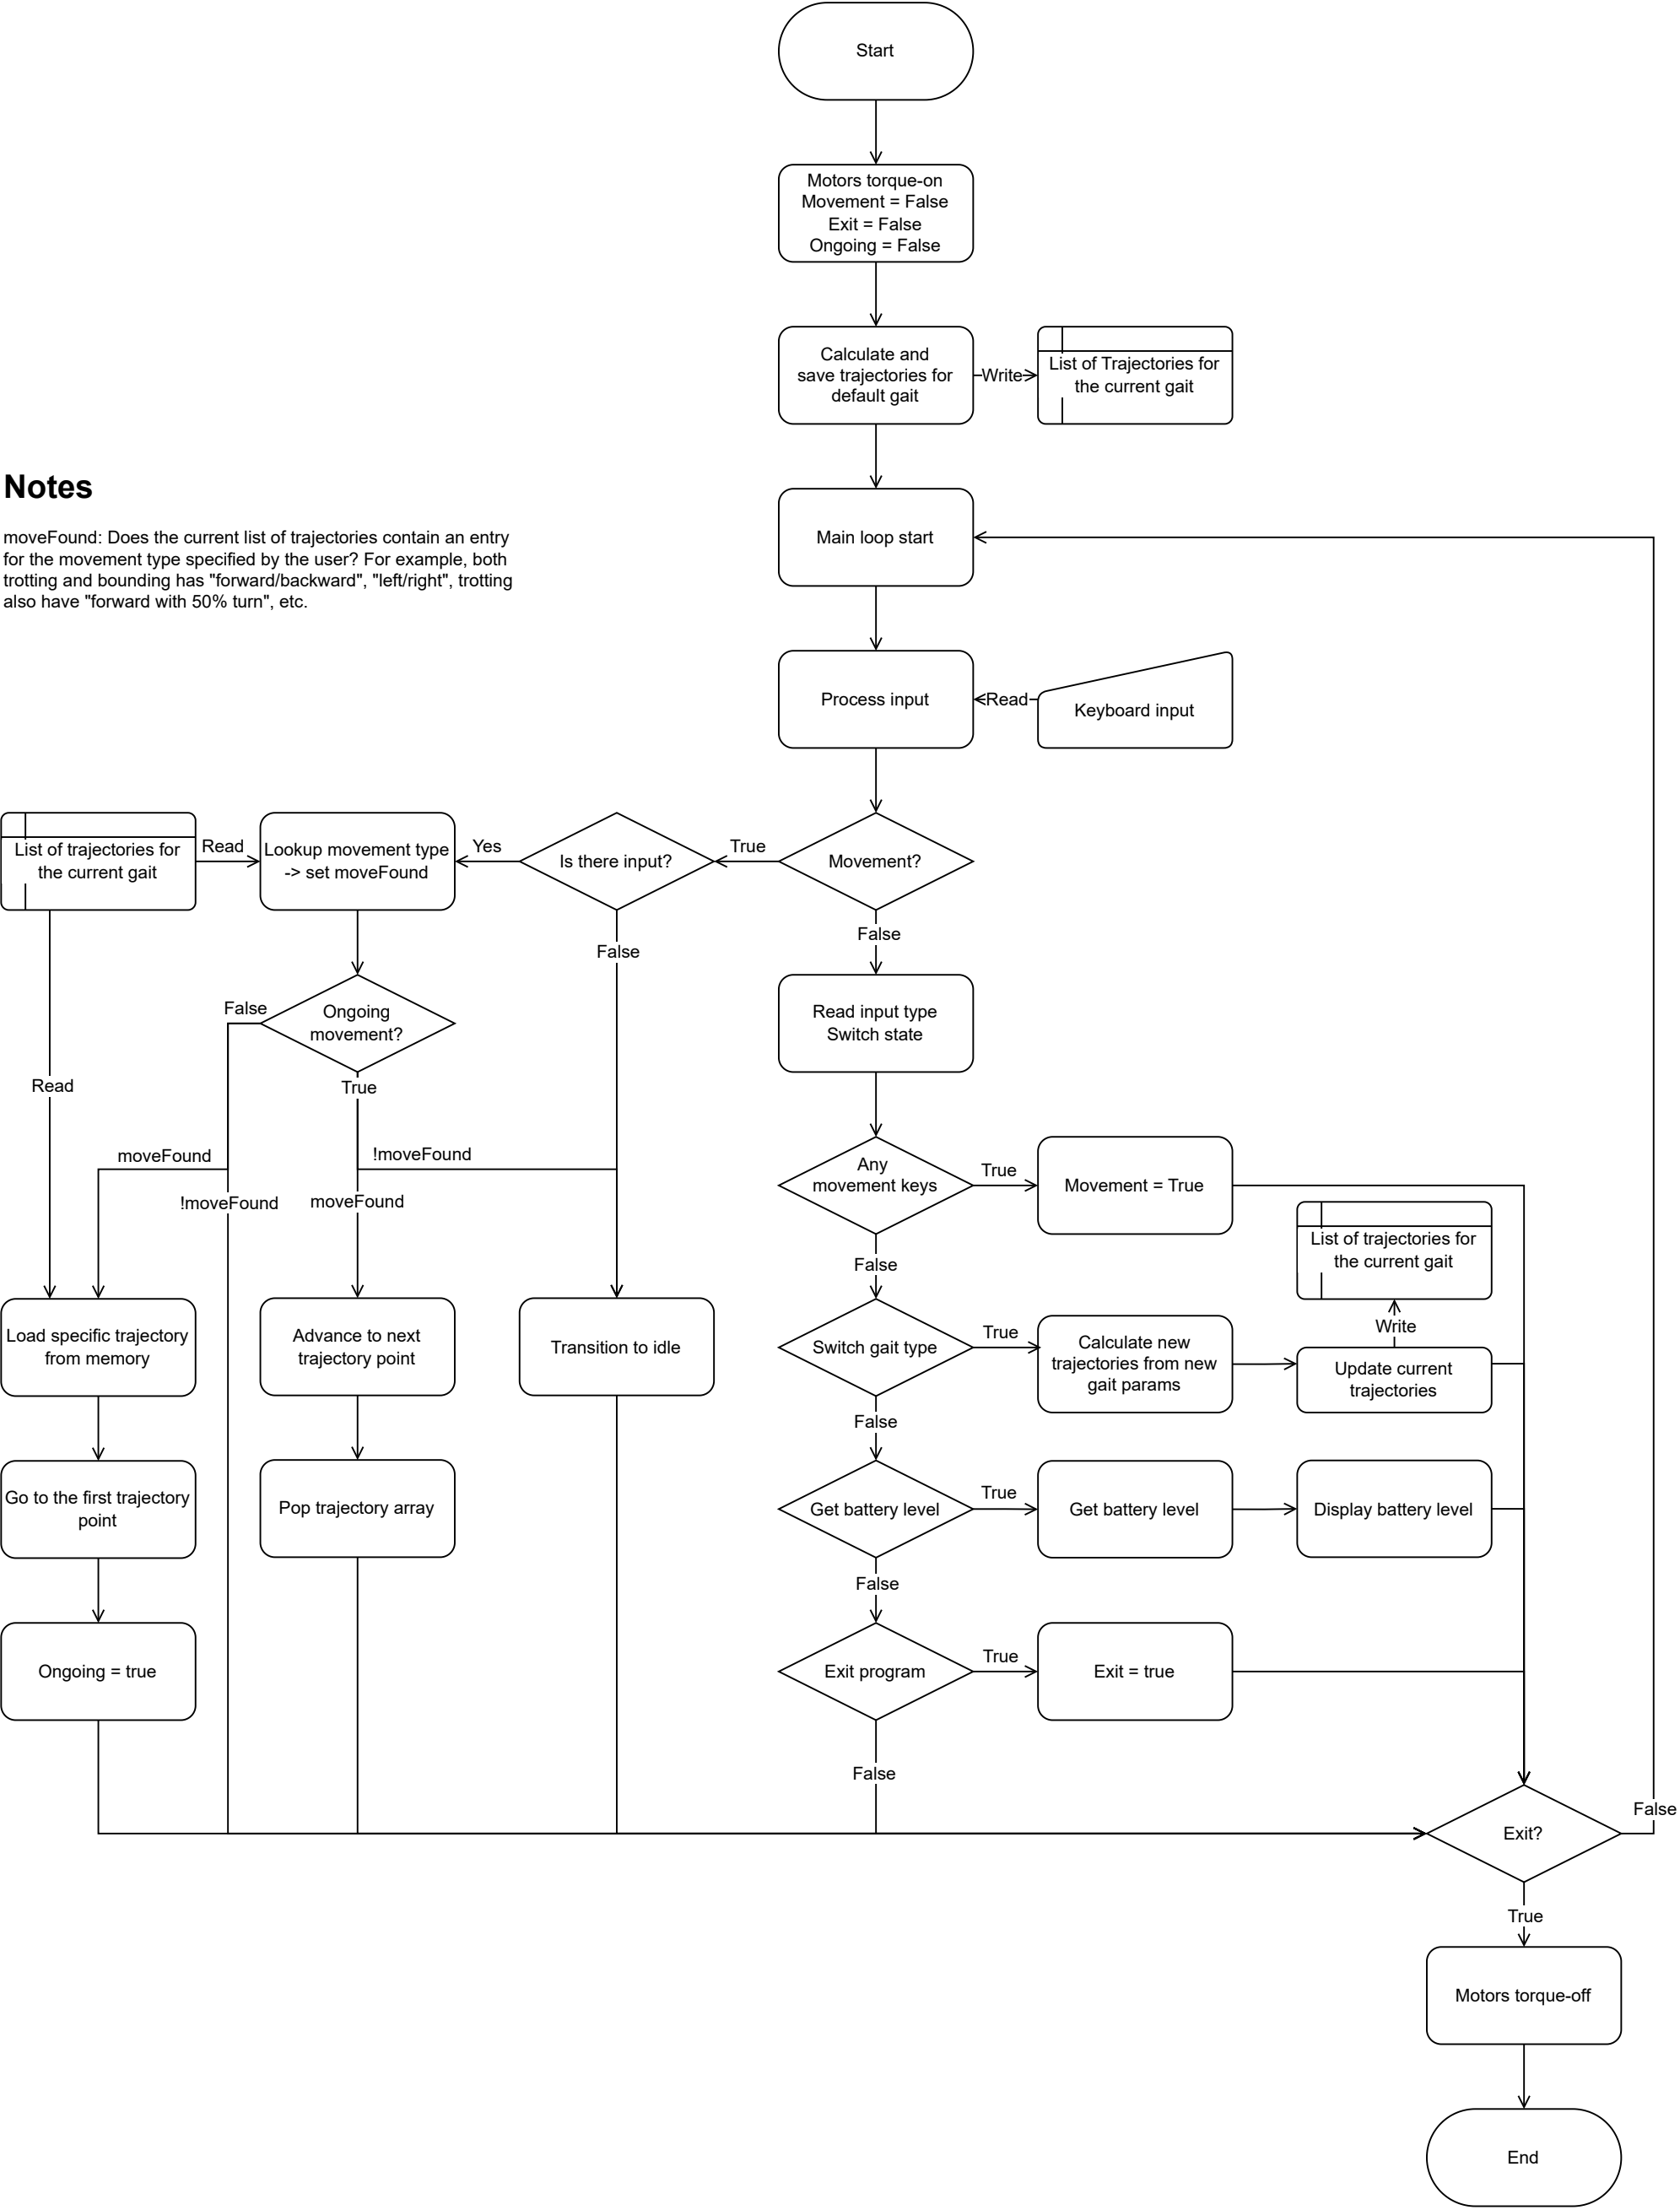 Start
Motors torque-on
Movement = False
Exit = False
Ongoing = False
Calculate and
save trajectories for
default gait
Write
List of Trajectories for
the current gait
Notes
moveFound: Does the current list of trajectories contain an entry
for the movement type specified by the user? For example, both
trotting and bounding has "forward/backward", "left/right", trotting
also have "forward with 50% turn", etc.
Main loop start
Process input
Read
Keyboard input
List of trajectories for
the current gait
Read
Lookup movement type
-> set moveFound
Yes
Is there input?
True
Movement?
False
False
Read input type
Switch state
False
Ongoing
movement?
True
Read
moveFound
!moveFound
!moveFound
moveFound
Any
movement keys
True
Movement = True
False
List of trajectories for
the current gait
Write
Load specific trajectory
from memory
Advance to next
trajectory point
Transition to idle
Switch gait type
True
Calculate new
trajectories from new
gait params
Update current
trajectories
False
Go to the first trajectory
point
Pop trajectory array
Get battery level
True
Get battery level
Display battery level
False
Ongoing = true
Exit program
True
Exit = true
False
Exit?
False
True
Motors torque-off
End